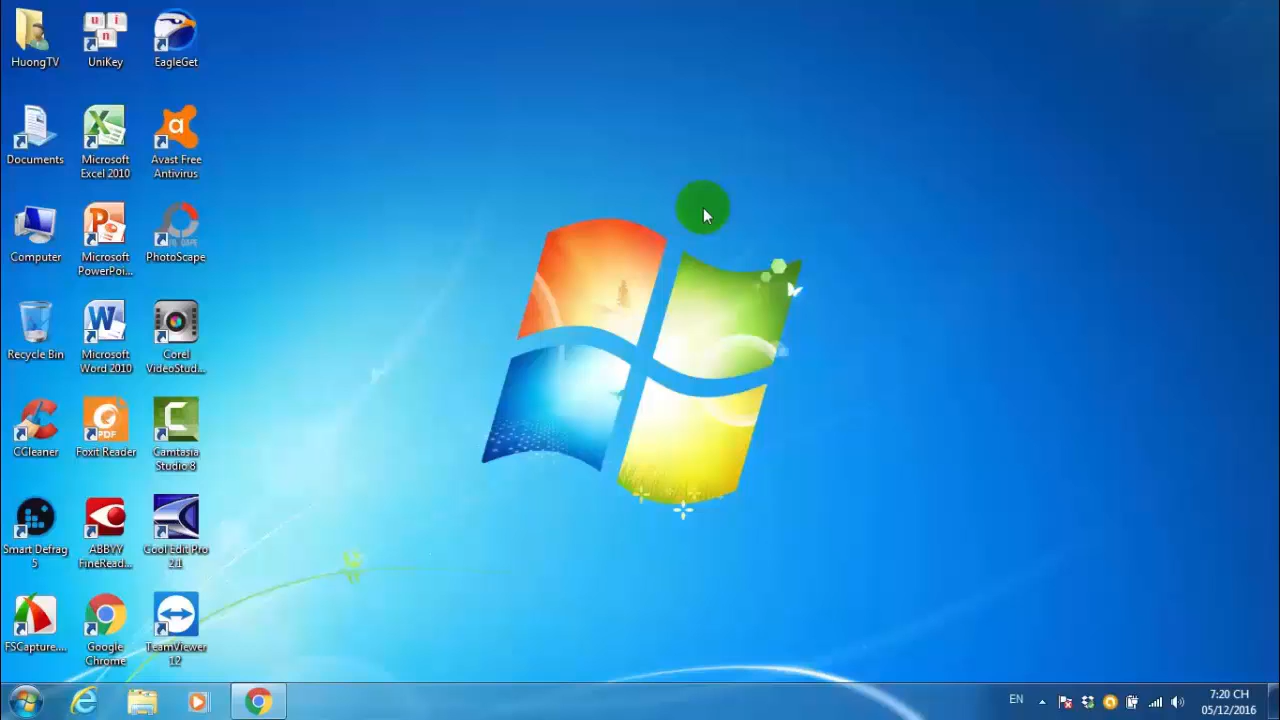 HuongTV
UniKey
EagleGet
Documents
Microsoft
Excel 2010
Avast Free
Antivirus
Computer
Microsoft
PowerPoi...
PhotoScape
Recycle Bin
Microsoft
Word 2010
Corel
VideoStud...
CCleaner
Foxit Reader
Camtasia
Studio 8
Smart Defrag
5
ABBYY
FineRead...
Cool Edit Pro
2.1
FSCapture....
Google
Chrome
TeamViewer
12
EN
7:20 CH
05/12/2016